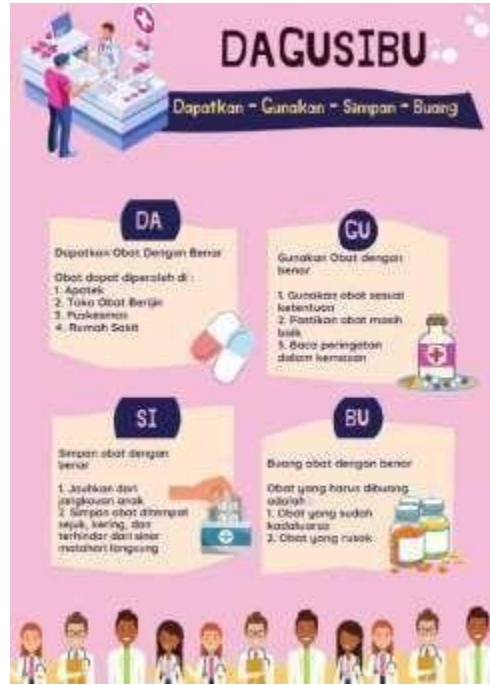 DAGUSIBU
Dapatkan - Gunakan - Simpan - Buang
DA
Dapatkan Obat Dengan Benar
Obat dapat diperoleh di :
1. Apotek
2. Toko Obat Berijin
3. Puskesmas
4. Rumah Sakit
GU
Gunakan Obat dengan
benar
1. Gunakan obat sesuai
ketentuan
2. Pastikan obat masih
baik
3. Baca peringatan
dalam kemasan
SI
Simpan obat dengan
benar
1. Jauhkan dari
jangkauan anak
2. Simpan obat ditempat
sejuk, kering, dan
terhindar dari sinar
matahari langsung
BU
Buang obat dengan benar
Obat yang harus dibuang
adalah :
1. Obat yang sudah
kadaluarsa
2. Obat yang rusak